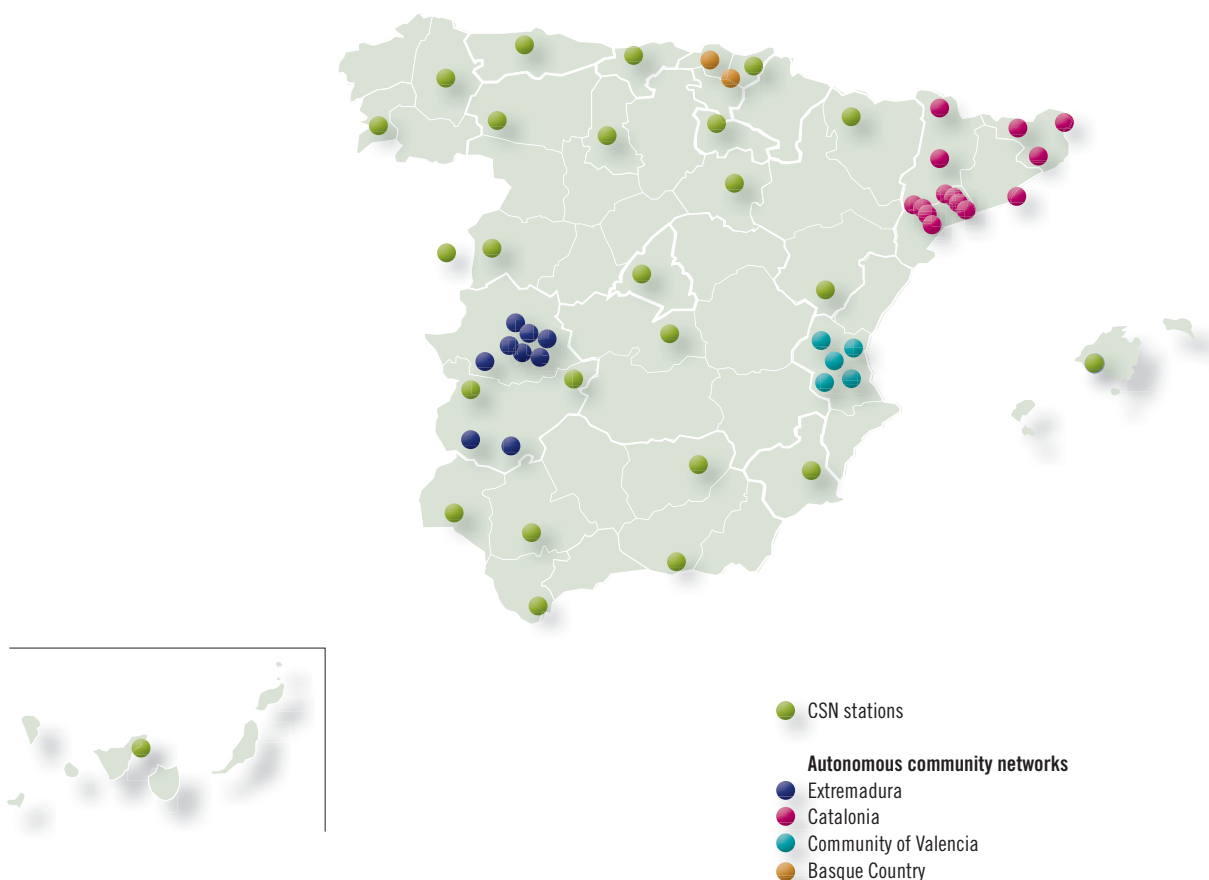 CSN stations
Autonomous community networks
Extremadura
Catalonia
Community of Valencia
Basque Country